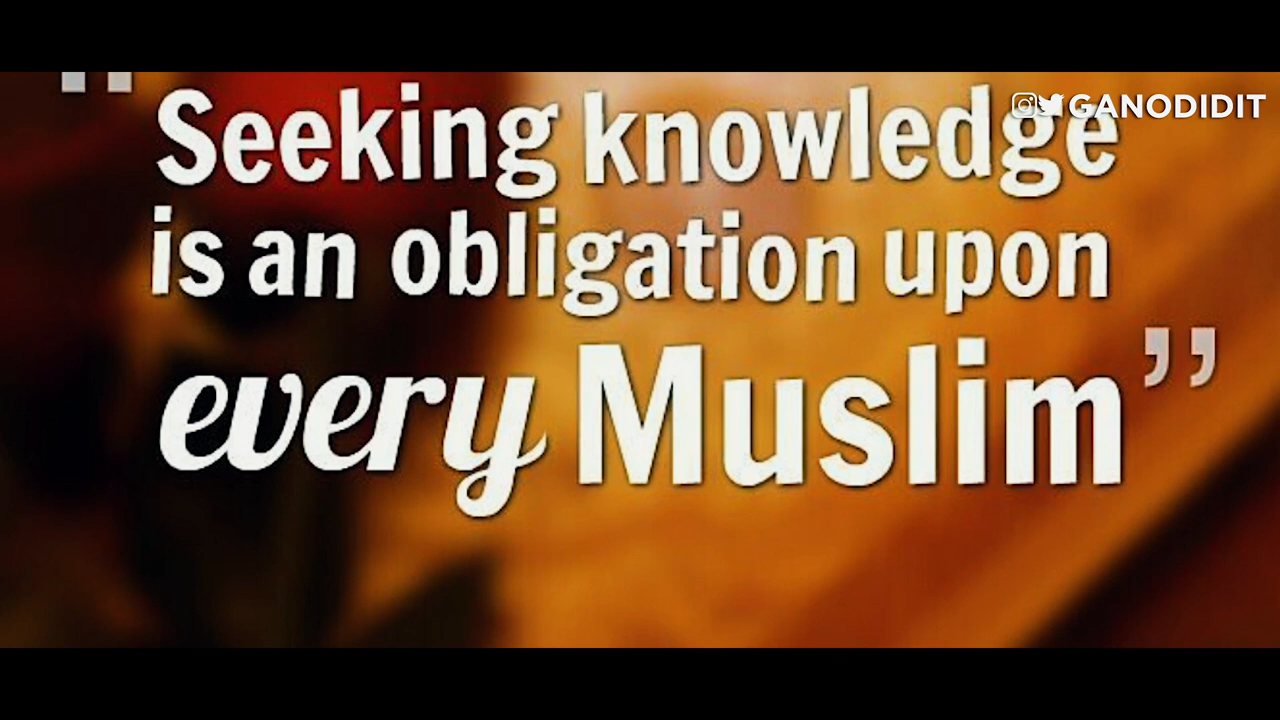 GANODIDIT
"Seeking knowledge
is an obligation upon
every Muslim”